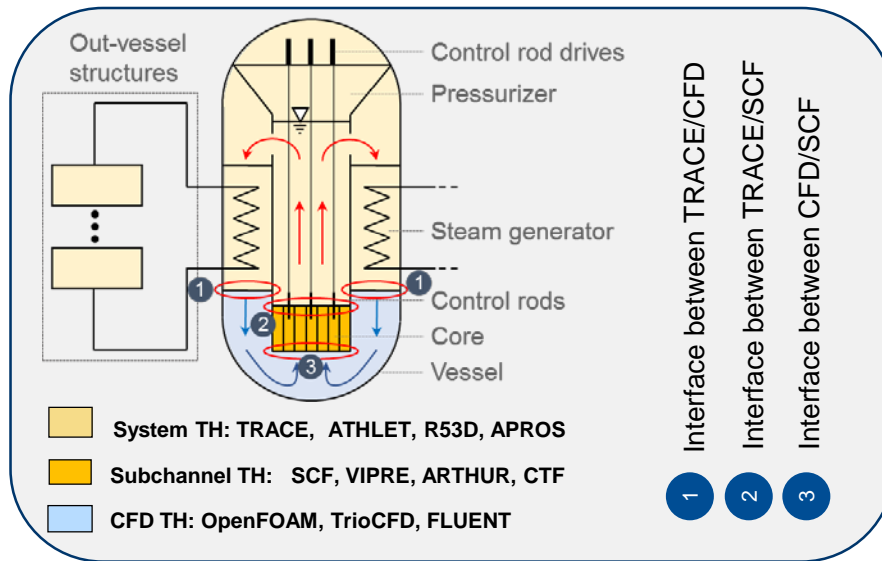 Out-vessel
structures
Control rod drives
Pressurizer
Steam generator
1
1
Control rods
2
Core
3
Vessel
System TH: TRACE, ATHLET, R53D, APROS
Subchannel TH: SCF, VIPRE, ARTHUR, CTF
CFD TH: OpenFOAM, TrioCFD, FLUENT
1 Interface between TRACE/CFD
2 Interface between TRACE/SCF
3 Interface between CFD/SCF